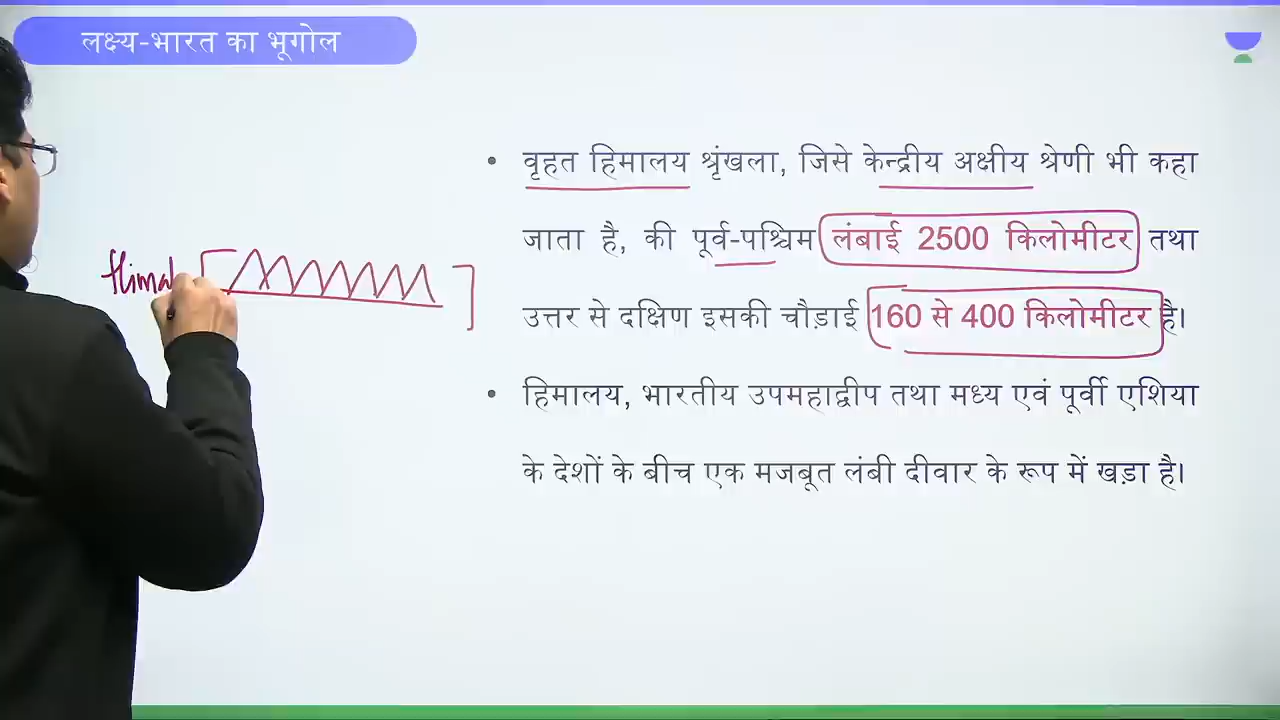 लक्ष्य-भारत का भूगोल
• वृहत हिमालय श्रृंखला, जिसे केन्द्रीय अक्षीय श्रेणी भी कहा
जाता है, की पूर्व-पश्चिम लंबाई 2500 किलोमीटर तथा
उत्तर से दक्षिण इसकी चौड़ाई 160 से 400 किलोमीटर है।
• हिमालय, भारतीय उपमहाद्वीप तथा मध्य एवं पूर्वी एशिया
के देशों के बीच एक मजबूत लंबी दीवार के रूप में खड़ा है।
Himal